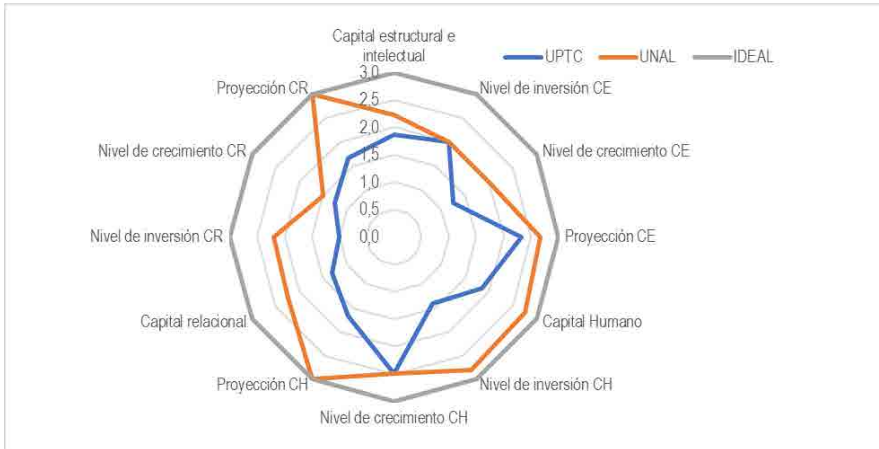 Capital estructural e
intelectual
UPTC
UNAL
IDEAL
3,0
2,5
2,0
1,5
1,0
0,5
0,0
Nivel de inversión CE
Nivel de crecimiento CE
Proyección CE
Capital Humano
Nivel de inversión CH
Nivel de crecimiento CH
Proyección CH
Capital relacional
Nivel de inversión CR
Nivel de crecimiento CR
Proyección CR